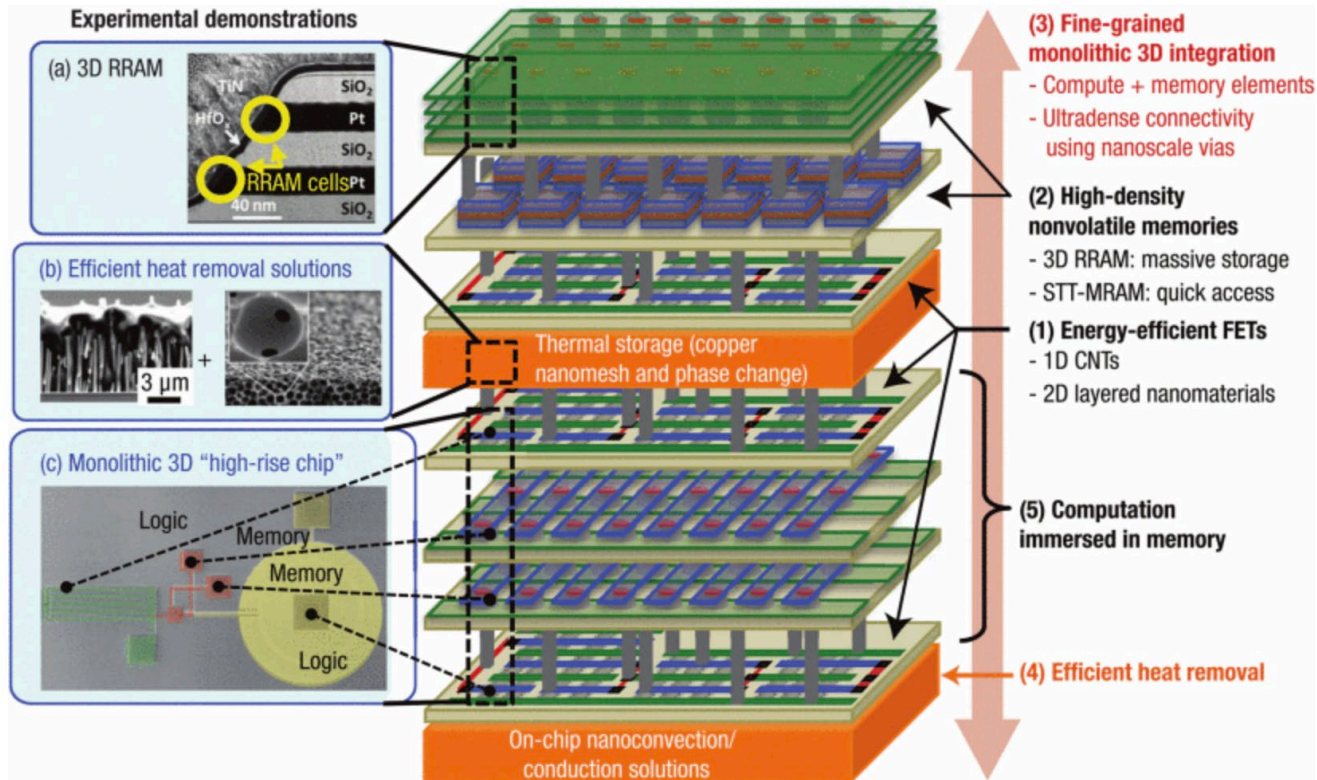 Experimental demonstrations
(a) 3D RRAM
TiN
HfOx
SiO2
Pt
SiO2
RRAM cells
Pt
40 nm
SiO2
(b) Efficient heat removal solutions
+
3 μm
(c) Monolithic 3D “high-rise chip”
Logic
Memory
Memory
Logic
Thermal storage (copper
nanomesh and phase change)
On-chip nanoconvection/
conduction solutions
(3) Fine-grained
monolithic 3D integration
- Compute + memory elements
- Ultradense connectivity
using nanoscale vias
(2) High-density
nonvolatile memories
- 3D RRAM: massive storage
- STT-MRAM: quick access
(1) Energy-efficient FETs
- 1D CNTs
- 2D layered nanomaterials
(5) Computation
immersed in memory
(4) Efficient heat removal